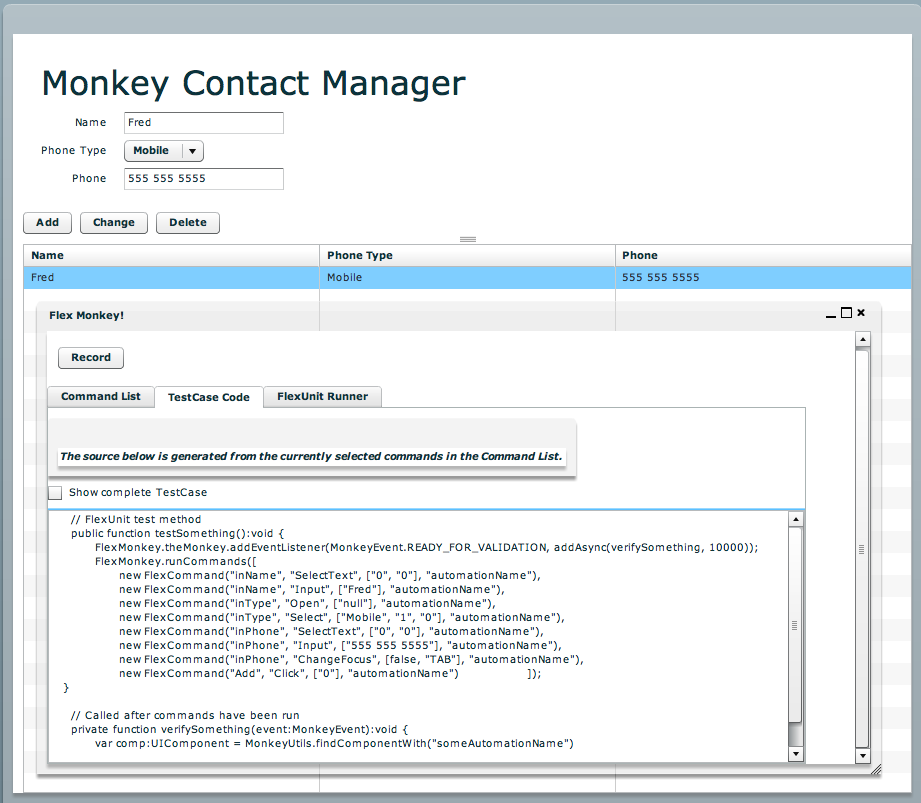 Monkey Contact Manager
Name Fred
Phone Type Mobile
Phone 555 555 5555
Add Change Delete
Name Phone Type Phone
Fred Mobile 555 555 5555
Flex Monkey!
Record
Command List TestCase Code FlexUnit Runner
The source below is generated from the currently selected commands in the Command List.
Show complete TestCase
// FlexUnit test method
public function testSomething():void {
FlexMonkey.theMonkey.addEventListener(MonkeyEvent.READY_FOR_VALIDATION, addAsync(verifySomething, 10000));
FlexMonkey.runCommands([
new FlexCommand("inName", "SelectText", ["0", "0"], "automationName"),
new FlexCommand("inName", "Input", ["Fred"], "automationName"),
new FlexCommand("inType", "Open", ["null"], "automationName"),
new FlexCommand("inType", "Select", ["Mobile", "1", "0"], "automationName"),
new FlexCommand("inPhone", "SelectText", ["0", "0"], "automationName"),
new FlexCommand("inPhone", "Input", ["555 555 5555"], "automationName"),
new FlexCommand("inPhone", "ChangeFocus", [false, "TAB"], "automationName"),
new FlexCommand("Add", "Click", ["0"], "automationName") ]);
}
// Called after commands have been run
private function verifySomething(event:MonkeyEvent):void {
var comp:UIComponent = MonkeyUtils.findComponentWith("someAutomationName")